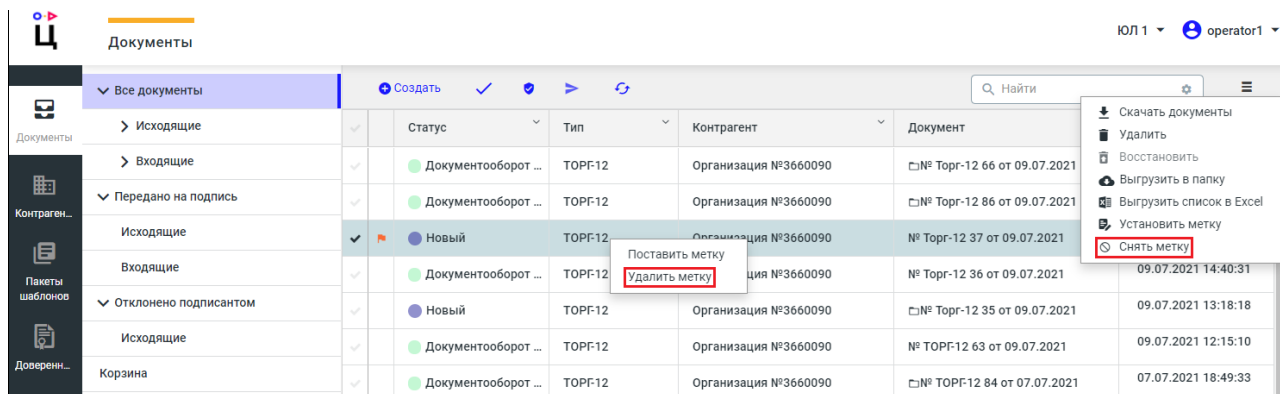 Ц
Документы
ЮЛ 1
operator1
Документы
Контраген...
Пакеты
шаблонов
Доверенн...
Все документы
Исходящие
Входящие
Передано на подпись
Исходящие
Входящие
Отклонено подписантом
Исходящие
Корзина
Создать
Найти
Статус Тип Контрагент Документ
Документооборот ... ТОРГ-12 Организация №3660090 № Торг-12 66 от 09.07.2021
Документооборот ... ТОРГ-12 Организация №3660090 № Торг-12 86 от 09.07.2021
Новый ТОРГ-12 Организация №3660090 № Торг-12 37 от 09.07.2021
Документооборот ... ТОРГ-12 ция №3660090 № Торг-12 36 от 09.07.2021 09.07.2021 14:40:31
Новый ТОРГ-12 Организация №3660090 № Торг-12 35 от 09.07.2021 09.07.2021 13:18:18
Документооборот ... ТОРГ-12 Организация №3660090 № ТОРГ-12 63 от 09.07.2021 09.07.2021 12:15:10
Документооборот ... ТОРГ-12 Организация №3660090 № ТОРГ-12 84 от 07.07.2021 07.07.2021 18:49:33
Поставить метку
Удалить метку
Скачать документы
Удалить
Восстановить
Выгрузить в папку
Выгрузить список в Excel
Установить метку
Снять метку